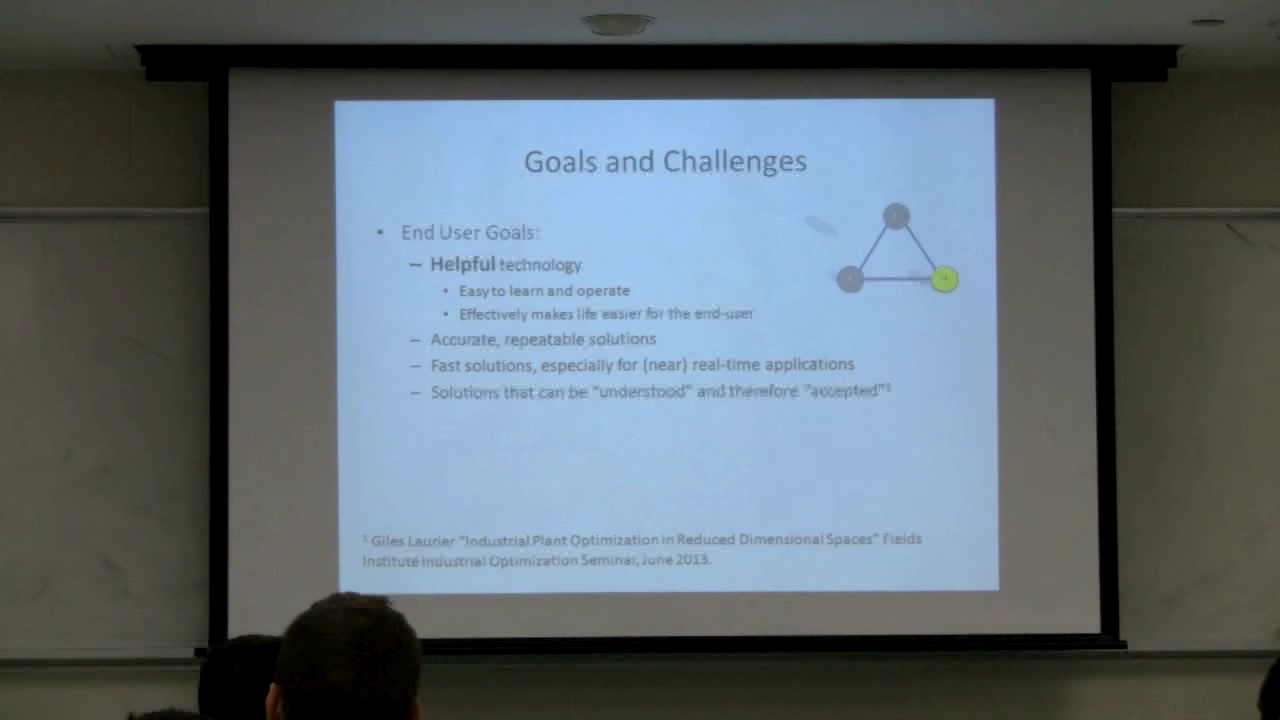 Goals and Challenges
• End User Goals:
– Helpful technology
• Easy to learn and operate
• Effectively makes life easier for the end-user
– Accurate, repeatable solutions
– Fast solutions, especially for (near) real-time applications
– Solutions that can be "understood" and therefore "accepted"¹
¹ Giles Laurier "Industrial Plant Optimization in Reduced Dimensional Spaces" Fields
Institute Industrial Optimization Seminar, June 2013.